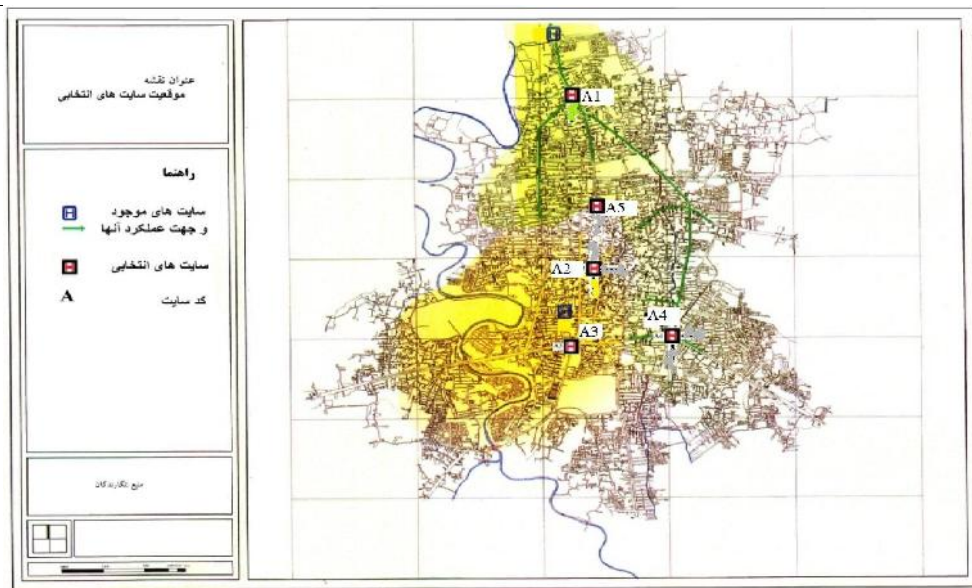 عنوان نقشه
موقعیت سایت های انتخابی
راهنما
سایت های موجود
و جهت عملکرد آنها
سایت های انتخابی
A
کد سایت
منبع: نگارندگان
A1
A5
A2
A3
A4